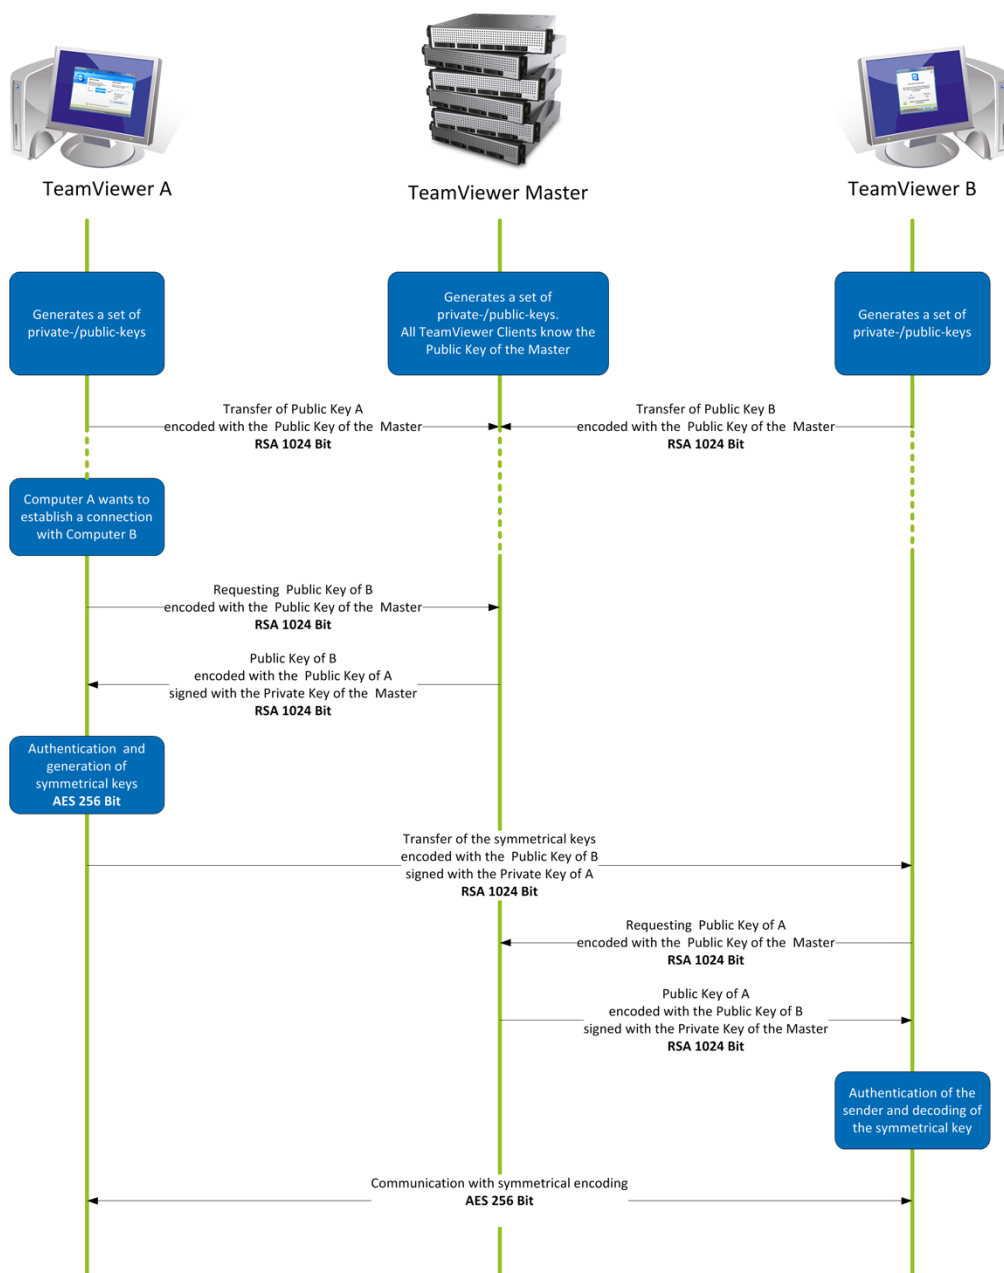 TeamViewer A
TeamViewer Master
TeamViewer B
Generates a set of
private-/public-keys
Generates a set of
private-/public-keys.
All TeamViewer Clients know the
Public Key of the Master
Generates a set of
private-/public-keys
Transfer of Public Key A
encoded with the Public Key of the Master
RSA 1024 Bit
Transfer of Public Key B
encoded with the Public Key of the Master
RSA 1024 Bit
Computer A wants to
establish a connection
with Computer B
Requesting Public Key of B
encoded with the Public Key of the Master
RSA 1024 Bit
Public Key of B
encoded with the Public Key of A
signed with the Private Key of the Master
RSA 1024 Bit
Authentication and
generation of
symmetrical keys
AES 256 Bit
Transfer of the symmetrical keys
encoded with the Public Key of B
signed with the Private Key of A
RSA 1024 Bit
Requesting Public Key of A
encoded with the Public Key of the Master
RSA 1024 Bit
Public Key of A
encoded with the Public Key of B
signed with the Private Key of the Master
RSA 1024 Bit
Authentication of the
sender and decoding of
the symmetrical key
Communication with symmetrical encoding
AES 256 Bit